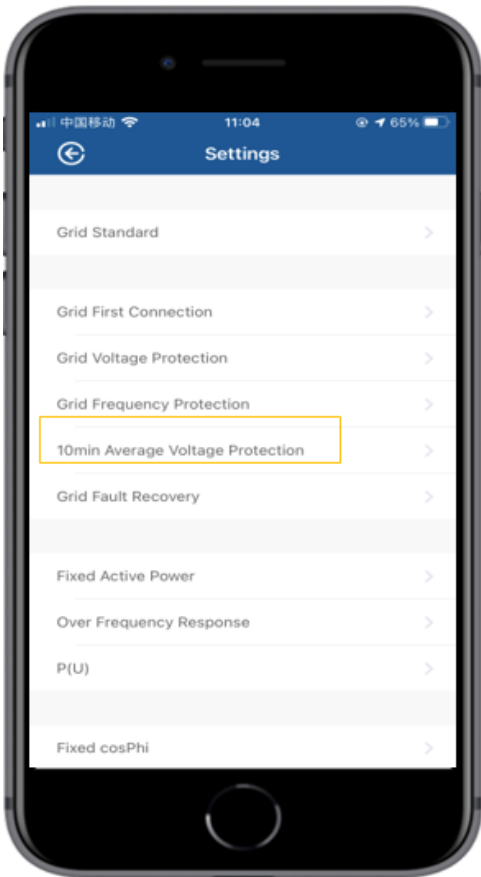 中国移动 11:04 65%
Settings
Grid Standard
Grid First Connection
Grid Voltage Protection
Grid Frequency Protection
10min Average Voltage Protection
Grid Fault Recovery
Fixed Active Power
Over Frequency Response
P(U)
Fixed cosPhi